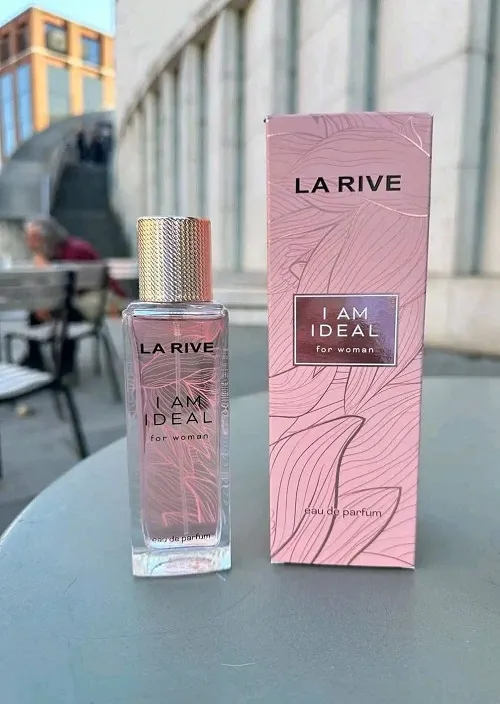 LA RIVE
I AM
IDEAL
for woman
eau de parfum
LA RIVE
I AM
IDEAL
for woman
eau de parfum